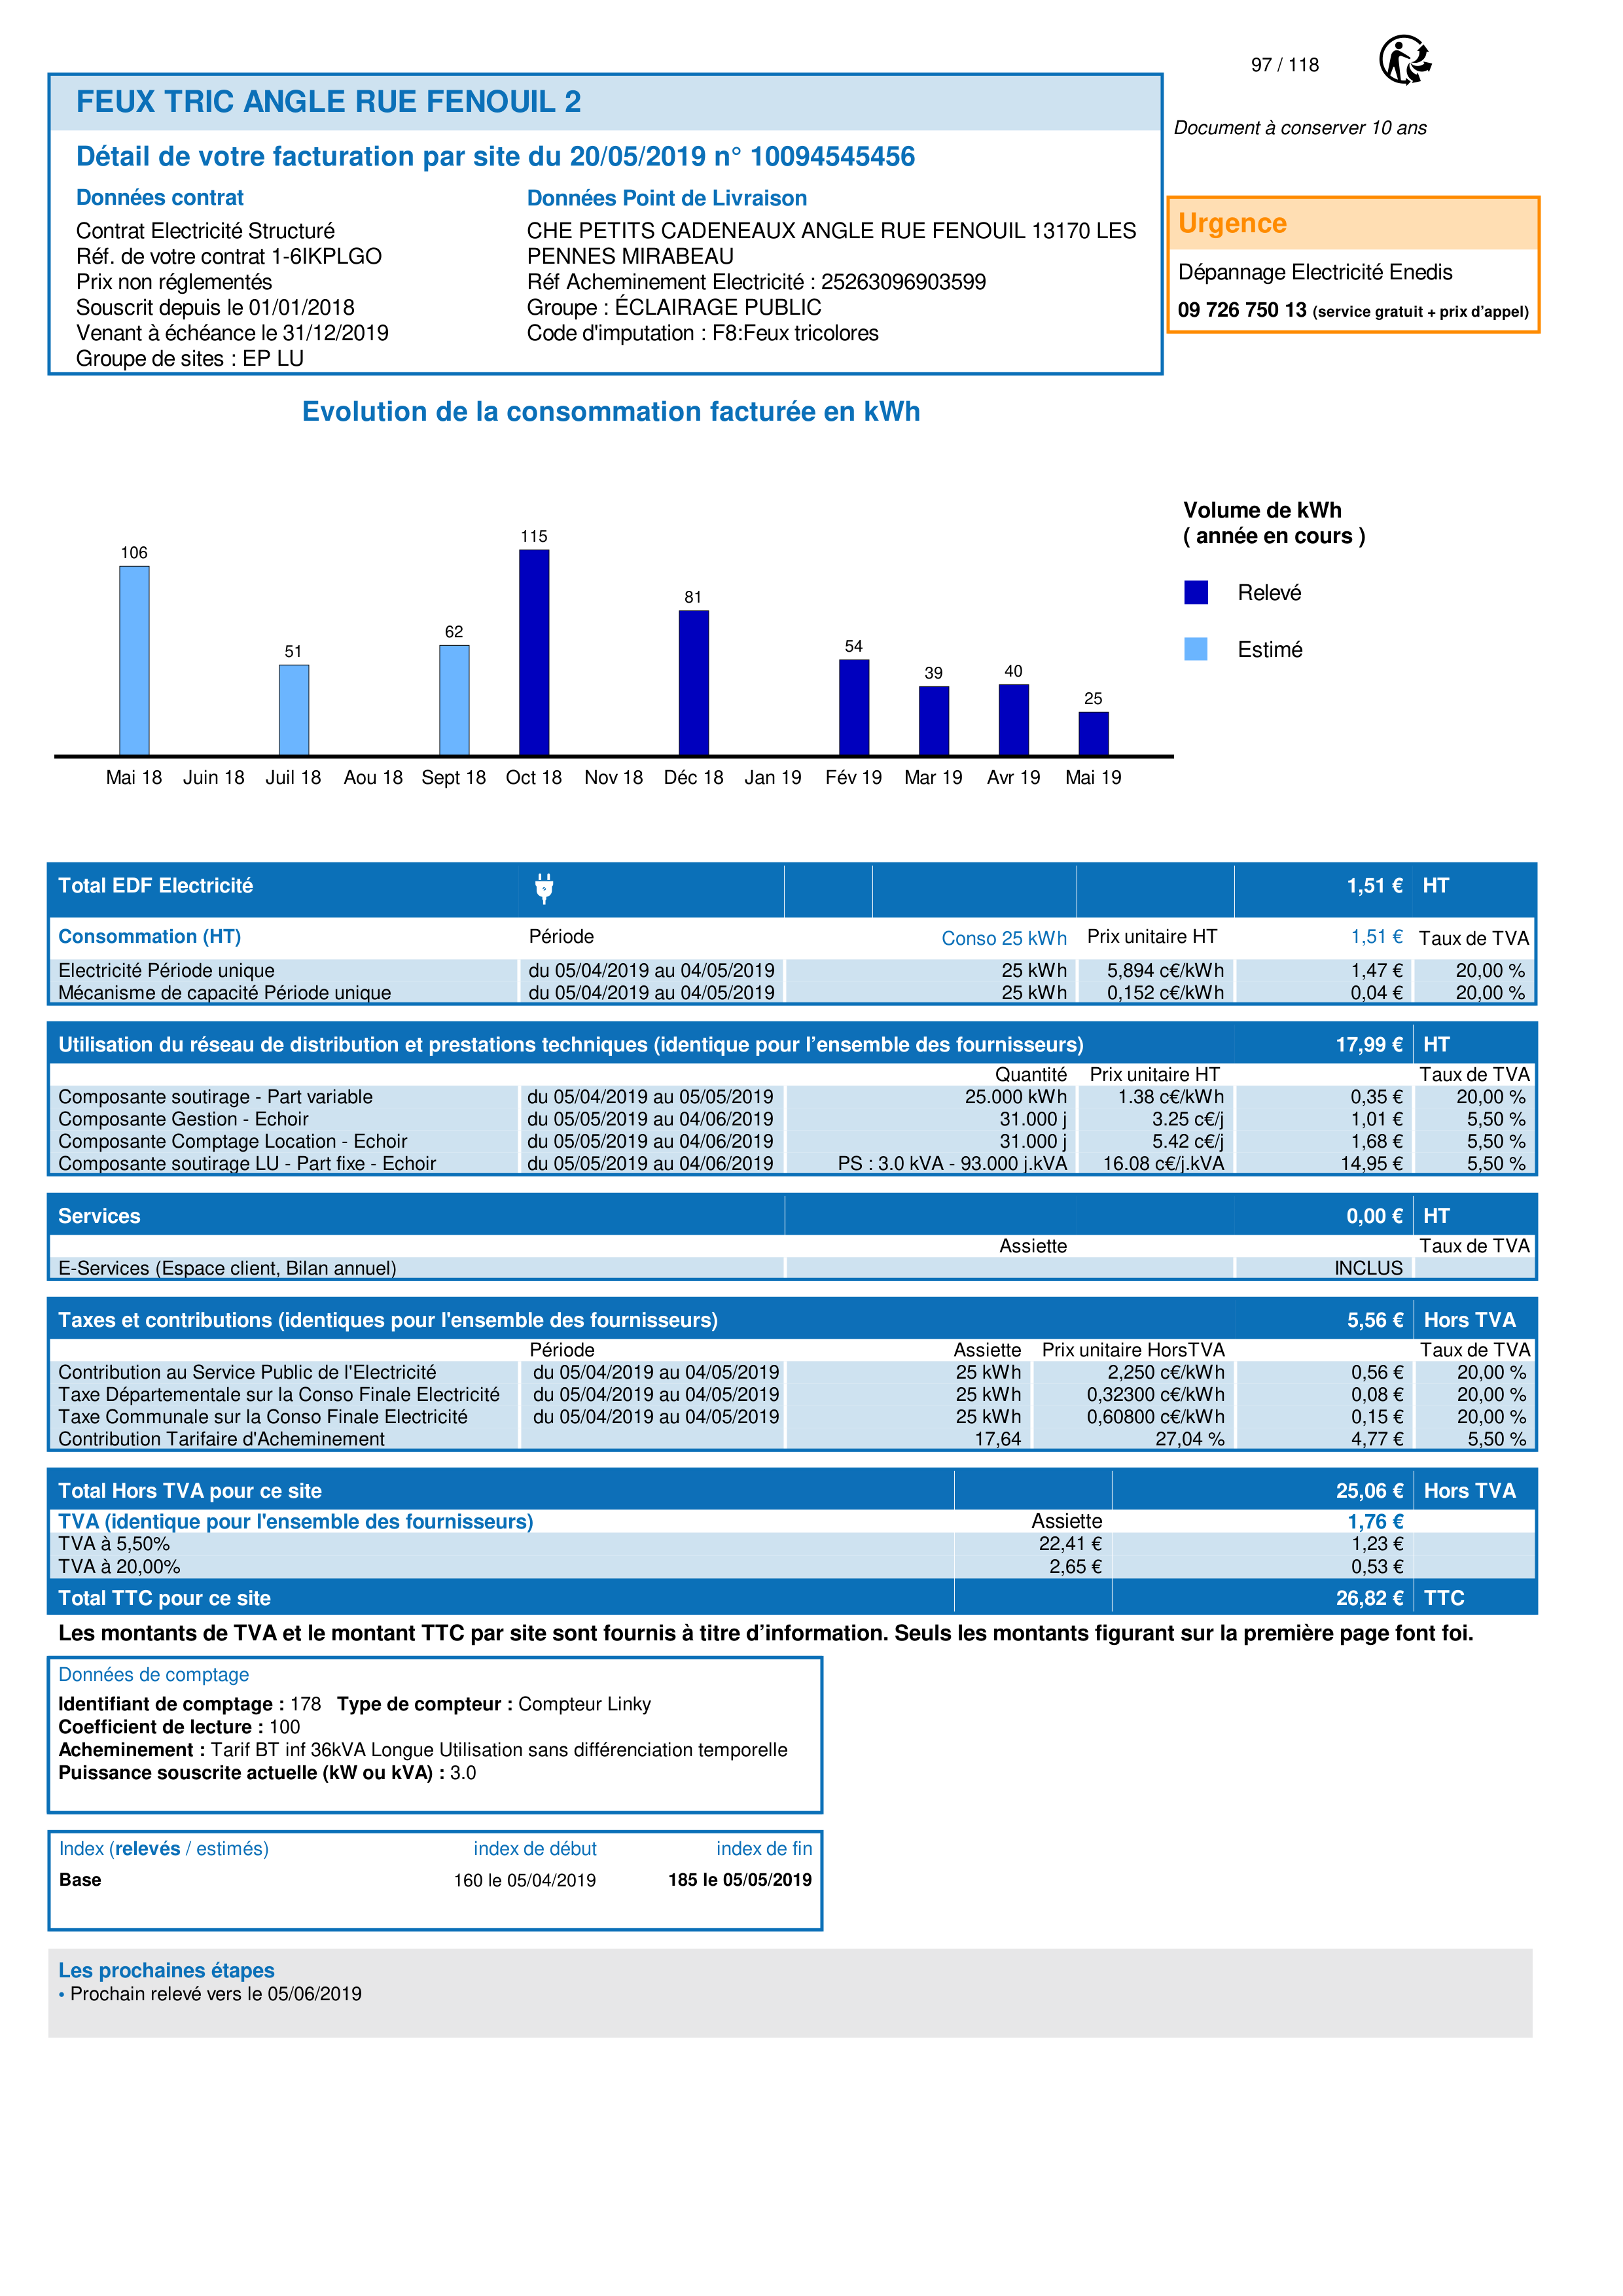 97 / 118
FEUX TRIC ANGLE RUE FENOUIL 2
Document à conserver 10 ans
Détail de votre facturation par site du 20/05/2019 n° 10094545456
Données contrat
Contrat Electricité Structuré
Réf. de votre contrat 1-6IKPLGO
Prix non réglementés
Souscrit depuis le 01/01/2018
Venant à échéance le 31/12/2019
Groupe de sites : EP LU
Données Point de Livraison
CHE PETITS CADENEAUX ANGLE RUE FENOUIL 13170 LES
PENNES MIRABEAU
Réf Acheminement Electricité : 25263096903599
Groupe : ÉCLAIRAGE PUBLIC
Code d'imputation : F8:Feux tricolores
Urgence
Dépannage Electricité Enedis
09 726 750 13 (service gratuit + prix d'appel)
Evolution de la consommation facturée en kWh
106 51 62 115 81 54 39 40 25
Mai 18 Juin 18 Juil 18 Aou 18 Sept 18 Oct 18 Nov 18 Déc 18 Jan 19 Fév 19 Mar 19 Avr 19 Mai 19
Volume de kWh
( année en cours )
Relevé
Estimé
Total EDF Electricité 1,51 € HT
Consommation (HT) Période Conso 25 kWh Prix unitaire HT 1,51 € Taux de TVA
Electricité Période unique du 05/04/2019 au 04/05/2019 25 kWh 5,894 c€/kWh 1,47 € 20,00 %
Mécanisme de capacité Période unique du 05/04/2019 au 04/05/2019 25 kWh 0,152 c€/kWh 0,04 € 20,00 %
Utilisation du réseau de distribution et prestations techniques (identique pour l'ensemble des fournisseurs) 17,99 € HT
Quantité Prix unitaire HT Taux de TVA
Composante soutirage - Part variable du 05/04/2019 au 05/05/2019 25.000 kWh 1.38 c€/kWh 0,35 € 20,00 %
Composante Gestion - Echoir du 05/05/2019 au 04/06/2019 31.000 j 3.25 c€/j 1,01 € 5,50 %
Composante Comptage Location - Echoir du 05/05/2019 au 04/06/2019 31.000 j 5.42 c€/j 1,68 € 5,50 %
Composante soutirage LU - Part fixe - Echoir du 05/05/2019 au 04/06/2019 PS : 3.0 kVA - 93.000 j.kVA 16.08 c€/j.kVA 14,95 € 5,50 %
Services 0,00 € HT
Assiette Taux de TVA
E-Services (Espace client, Bilan annuel) INCLUS
Taxes et contributions (identiques pour l'ensemble des fournisseurs) 5,56 € Hors TVA
Période Assiette Prix unitaire HorsTVA Taux de TVA
Contribution au Service Public de l'Electricité du 05/04/2019 au 04/05/2019 25 kWh 2,250 c€/kWh 0,56 € 20,00 %
Taxe Départementale sur la Conso Finale Electricité du 05/04/2019 au 04/05/2019 25 kWh 0,32300 c€/kWh 0,08 € 20,00 %
Taxe Communale sur la Conso Finale Electricité du 05/04/2019 au 04/05/2019 25 kWh 0,60800 c€/kWh 0,15 € 20,00 %
Contribution Tarifaire d'Acheminement 17,64 27,04 % 4,77 € 5,50 %
Total Hors TVA pour ce site 25,06 € Hors TVA
TVA (identique pour l'ensemble des fournisseurs) Assiette 1,76 €
TVA à 5,50% 22,41 € 1,23 €
TVA à 20,00% 2,65 € 0,53 €
Total TTC pour ce site 26,82 € TTC
Les montants de TVA et le montant TTC par site sont fournis à titre d'information. Seuls les montants figurant sur la première page font foi.
Données de comptage
Identifiant de comptage : 178 Type de compteur : Compteur Linky
Coefficient de lecture : 100
Acheminement : Tarif BT inf 36kVA Longue Utilisation sans différenciation temporelle
Puissance souscrite actuelle (kW ou kVA) : 3.0
Index (relevés / estimés) index de début index de fin
Base 160 le 05/04/2019 185 le 05/05/2019
Les prochaines étapes
• Prochain relevé vers le 05/06/2019